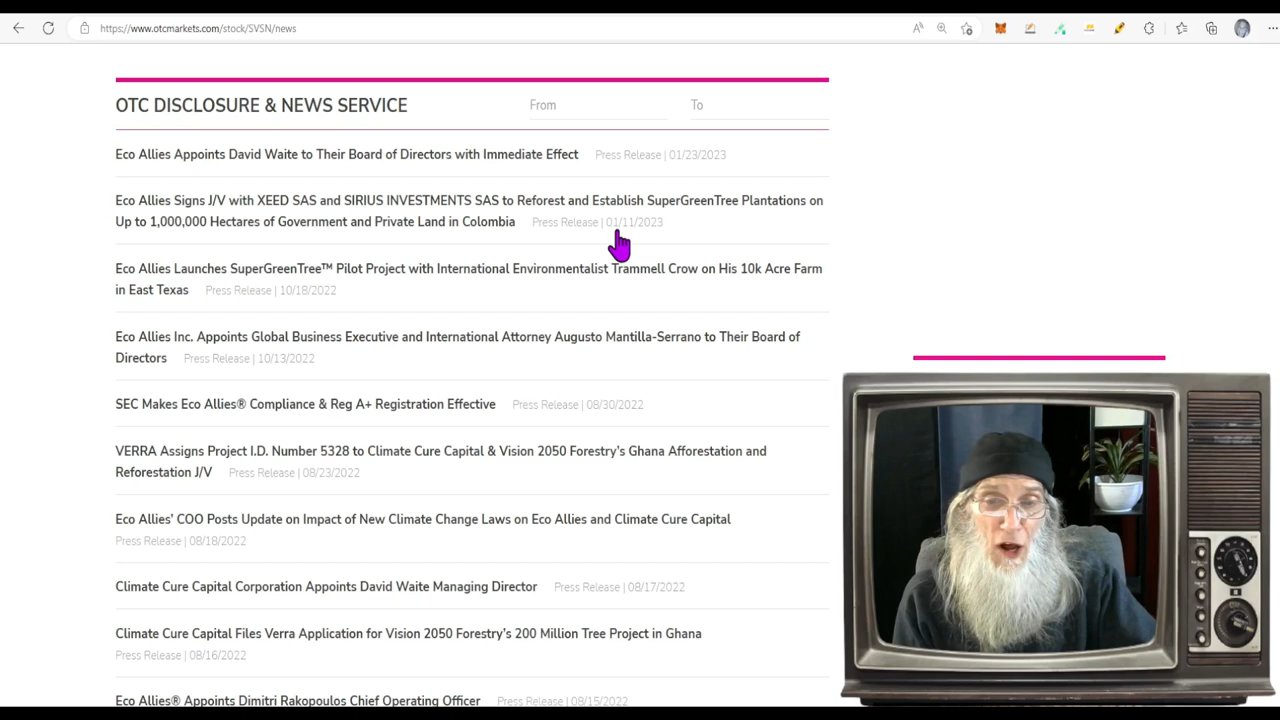 https://www.otcmarkets.com/stock/SVSN/news
OTC DISCLOSURE & NEWS SERVICE From To
Eco Allies Appoints David Waite to Their Board of Directors with Immediate Effect Press Release | 01/23/2023
Eco Allies Signs J/V with XEED SAS and SIRIUS INVESTMENTS SAS to Reforest and Establish SuperGreenTree Plantations on
Up to 1,000,000 Hectares of Government and Private Land in Colombia Press Release | 01/11/2023
Eco Allies Launches SuperGreenTree™ Pilot Project with International Environmentalist Trammell Crow on His 10k Acre Farm
in East Texas Press Release | 10/18/2022
Eco Allies Inc. Appoints Global Business Executive and International Attorney Augusto Mantilla-Serrano to Their Board of
Directors Press Release | 10/13/2022
SEC Makes Eco Allies® Compliance & Reg A+ Registration Effective Press Release | 08/30/2022
VERRA Assigns Project I.D. Number 5328 to Climate Cure Capital & Vision 2050 Forestry's Ghana Afforestation and
Reforestation J/V Press Release | 08/23/2022
Eco Allies' COO Posts Update on Impact of New Climate Change Laws on Eco Allies and Climate Cure Capital
Press Release | 08/18/2022
Climate Cure Capital Corporation Appoints David Waite Managing Director Press Release | 08/17/2022
Climate Cure Capital Files Verra Application for Vision 2050 Forestry's 200 Million Tree Project in Ghana
Press Release | 08/16/2022
Eco Allies® Appoints Dimitri Rakopoulos Chief Operating Officer Press Release | 08/15/2022